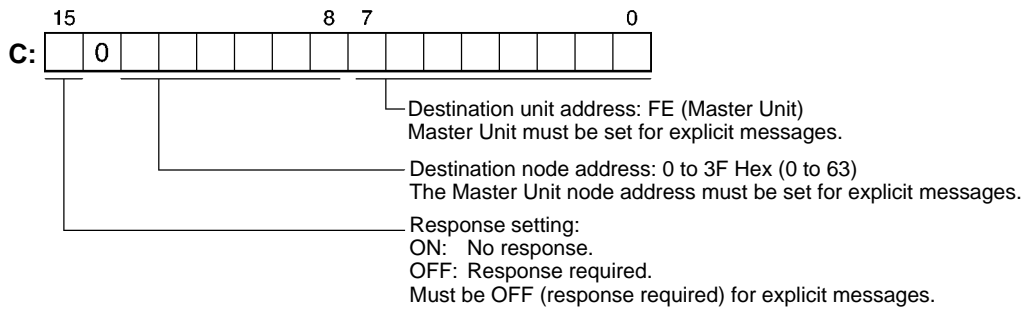 15 8 7 0
C: 0
Destination unit address: FE (Master Unit)
Master Unit must be set for explicit messages.
Destination node address: 0 to 3F Hex (0 to 63)
The Master Unit node address must be set for explicit messages.
Response setting:
ON: No response.
OFF: Response required.
Must be OFF (response required) for explicit messages.